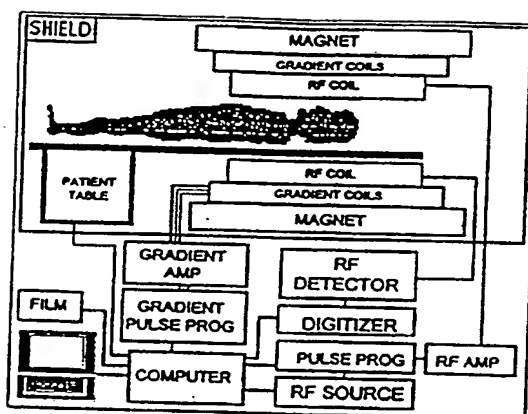 SHIELD
MAGNET
GRADIENT COILS
RF COIL
PATIENT
TABLE
RF COIL
GRADIENT COILS
MAGNET
GRADIENT
AMP
RF
DETECTOR
FILM
GRADIENT
PULSE PROG
DIGITIZER
COMPUTER
PULSE PROG
RF AMP
RF SOURCE